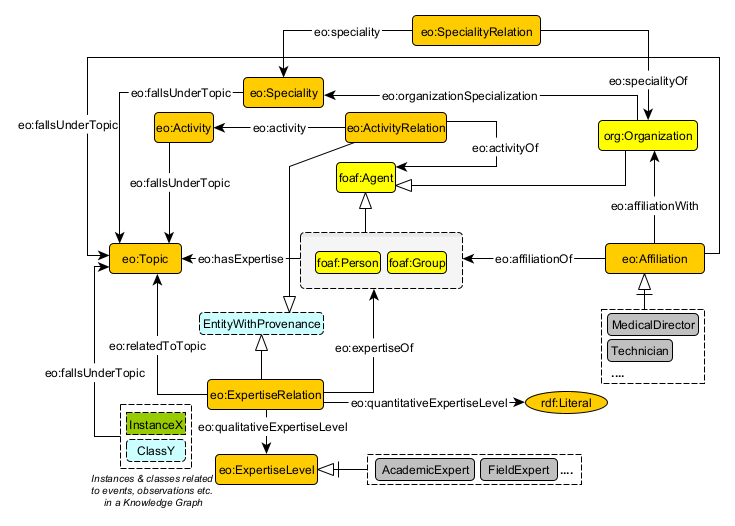 eo:speciality
eo:SpecialityRelation
eo:specialityOf
eo:fallsUnderTopic
eo:Speciality
eo:organizationSpecialization
eo:fallsUnderTopic
eo:Activity
eo:activity
eo:ActivityRelation
org:Organization
eo:activityOf
eo:fallsUnderTopic
foaf:Agent
eo:affiliationWith
eo:Topic
eo:hasExpertise
foaf:Person
foaf:Group
eo:affiliationOf
eo:Affiliation
EntityWithProvenance
MedicalDirector
eo:relatedToTopic
eo:expertiseOf
Technician
eo:fallsUnderTopic
....
eo:ExpertiseRelation
eo:quantitativeExpertiseLevel
rdf:Literal
InstanceX
eo:qualitativeExpertiseLevel
ClassY
eo:ExpertiseLevel
AcademicExpert
FieldExpert
....
Instances & classes related
to events, observations etc.
in a Knowledge Graph